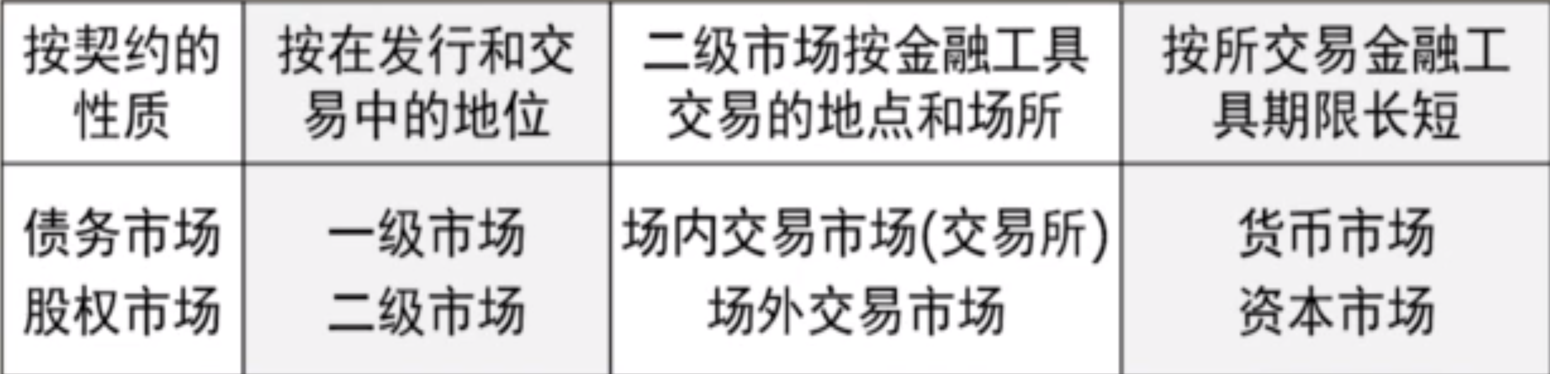 按契约的
性质
按在发行和交
易中的地位
二级市场按金融工具
交易的地点和场所
按所交易金融工
具期限长短
债务市场
股权市场
一级市场
二级市场
场内交易市场(交易所)
场外交易市场
货币市场
资本市场